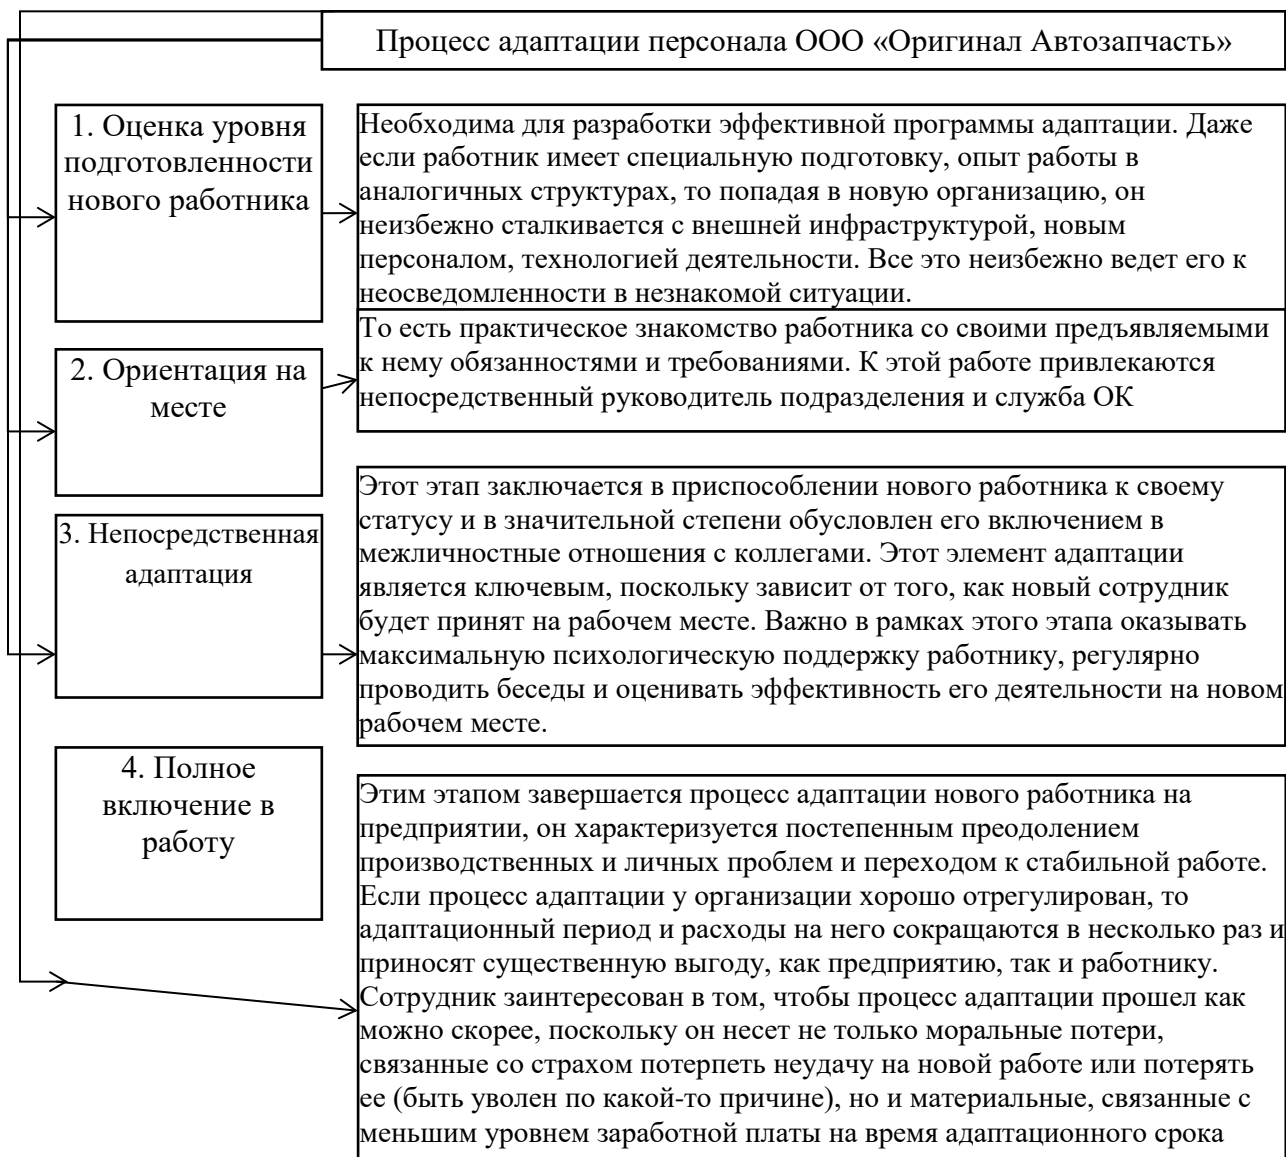 Процесс адаптации персонала ООО «Оригинал Автозапчасть»
1. Оценка уровня
подготовленности
нового работника
Необходима для разработки эффективной программы адаптации. Даже
если работник имеет специальную подготовку, опыт работы в
аналогичных структурах, то попадая в новую организацию, он
неизбежно сталкивается с внешней инфраструктурой, новым
персоналом, технологией деятельности. Все это неизбежно ведет его к
неосведомленности в незнакомой ситуации.
2. Ориентация на
месте
То есть практическое знакомство работника со своими предъявляемыми
к нему обязанностями и требованиями. К этой работе привлекаются
непосредственный руководитель подразделения и служба ОК
3. Непосредственная
адаптация
Этот этап заключается в приспособлении нового работника к своему
статусу и в значительной степени обусловлен его включением в
межличностные отношения с коллегами. Этот элемент адаптации
является ключевым, поскольку зависит от того, как новый сотрудник
будет принят на рабочем месте. Важно в рамках этого этапа оказывать
максимальную психологическую поддержку работнику, регулярно
проводить беседы и оценивать эффективность его деятельности на новом
рабочем месте.
4. Полное
включение в
работу
Этим этапом завершается процесс адаптации нового работника на
предприятии, он характеризуется постепенным преодолением
производственных и личных проблем и переходом к стабильной работе.
Если процесс адаптации у организации хорошо отрегулирован, то
адаптационный период и расходы на него сокращаются в несколько раз и
приносят существенную выгоду, как предприятию, так и работнику.
Сотрудник заинтересован в том, чтобы процесс адаптации прошел как
можно скорее, поскольку он несет не только моральные потери,
связанные со страхом потерпеть неудачу на новой работе или потерять
ее (быть уволен по какой-то причине), но и материальные, связанные с
меньшим уровнем заработной платы на время адаптационного срока